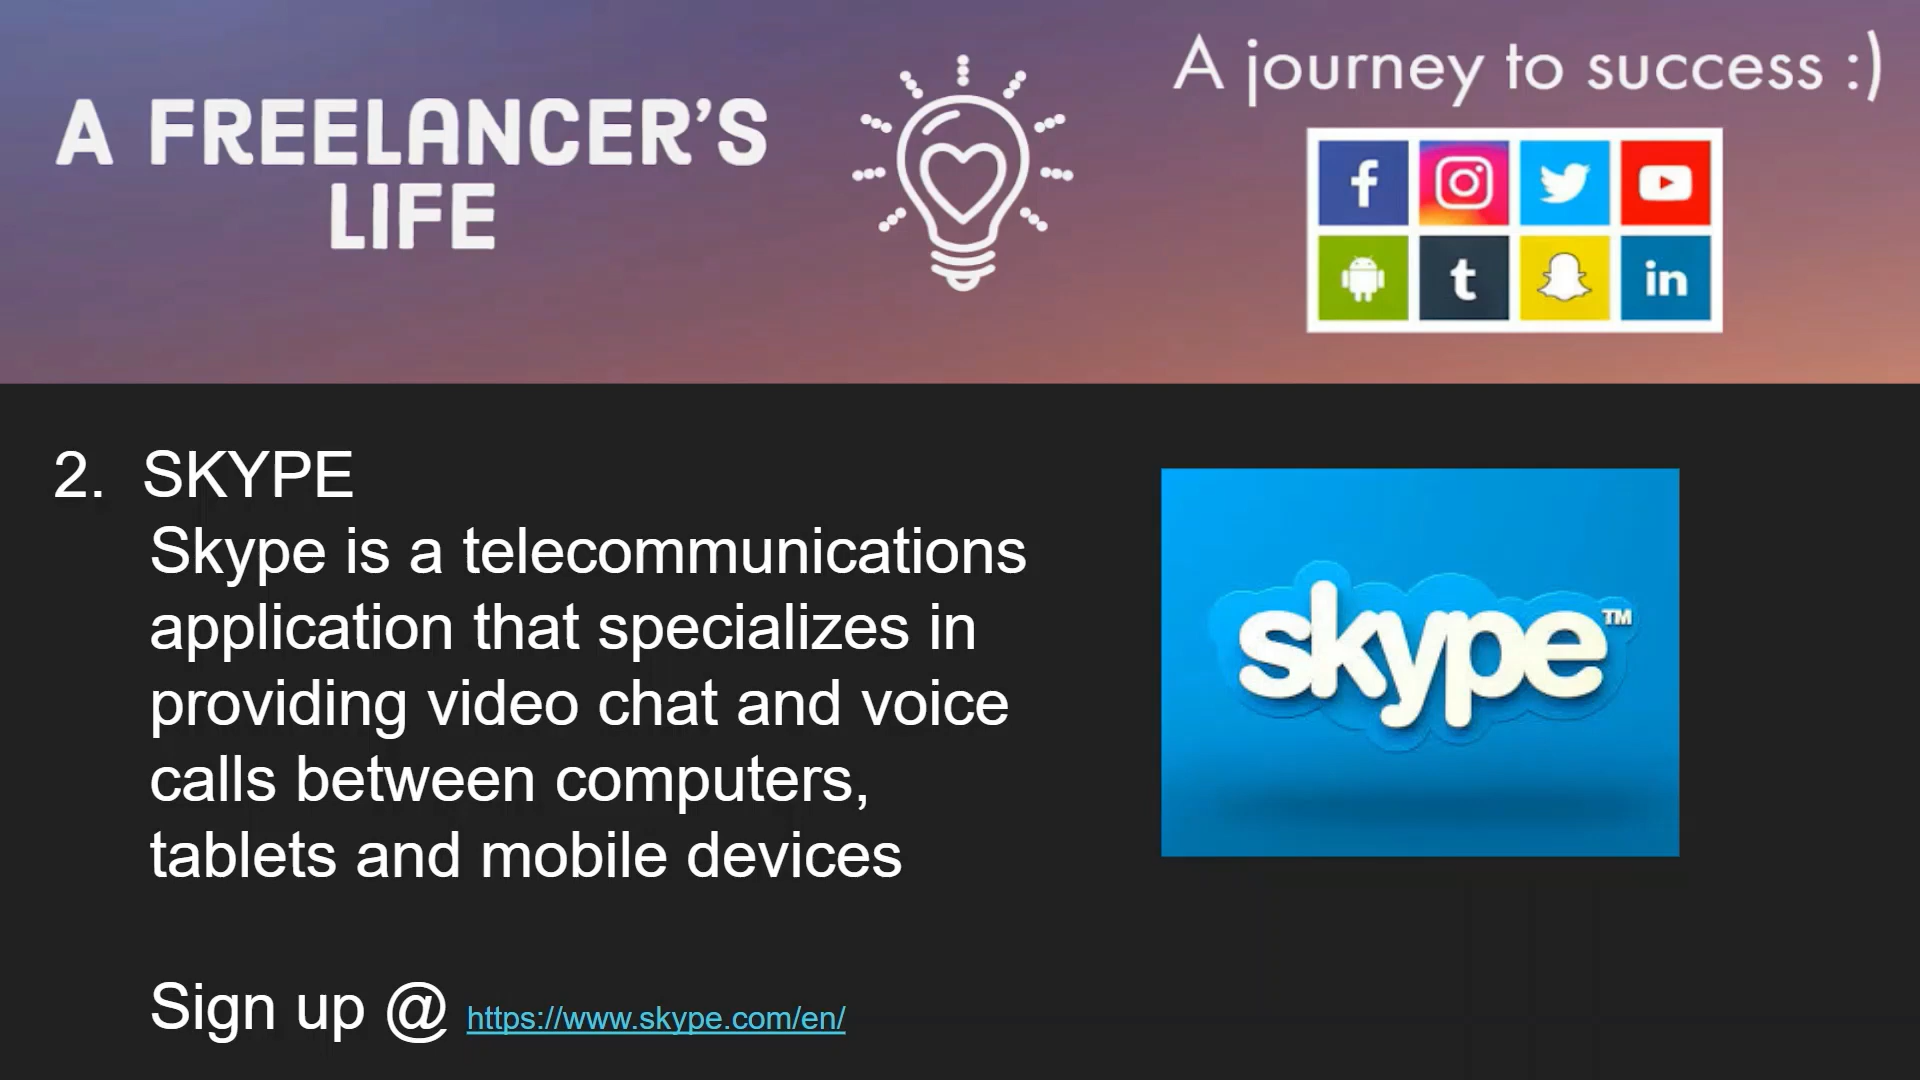 A FREELANCER'S
LIFE
A journey to success :)
f
t
in
2. SKYPE
Skype is a telecommunications
application that specializes in
providing video chat and voice
calls between computers,
tablets and mobile devices
Sign up @ https://www.skype.com/en/
skype™